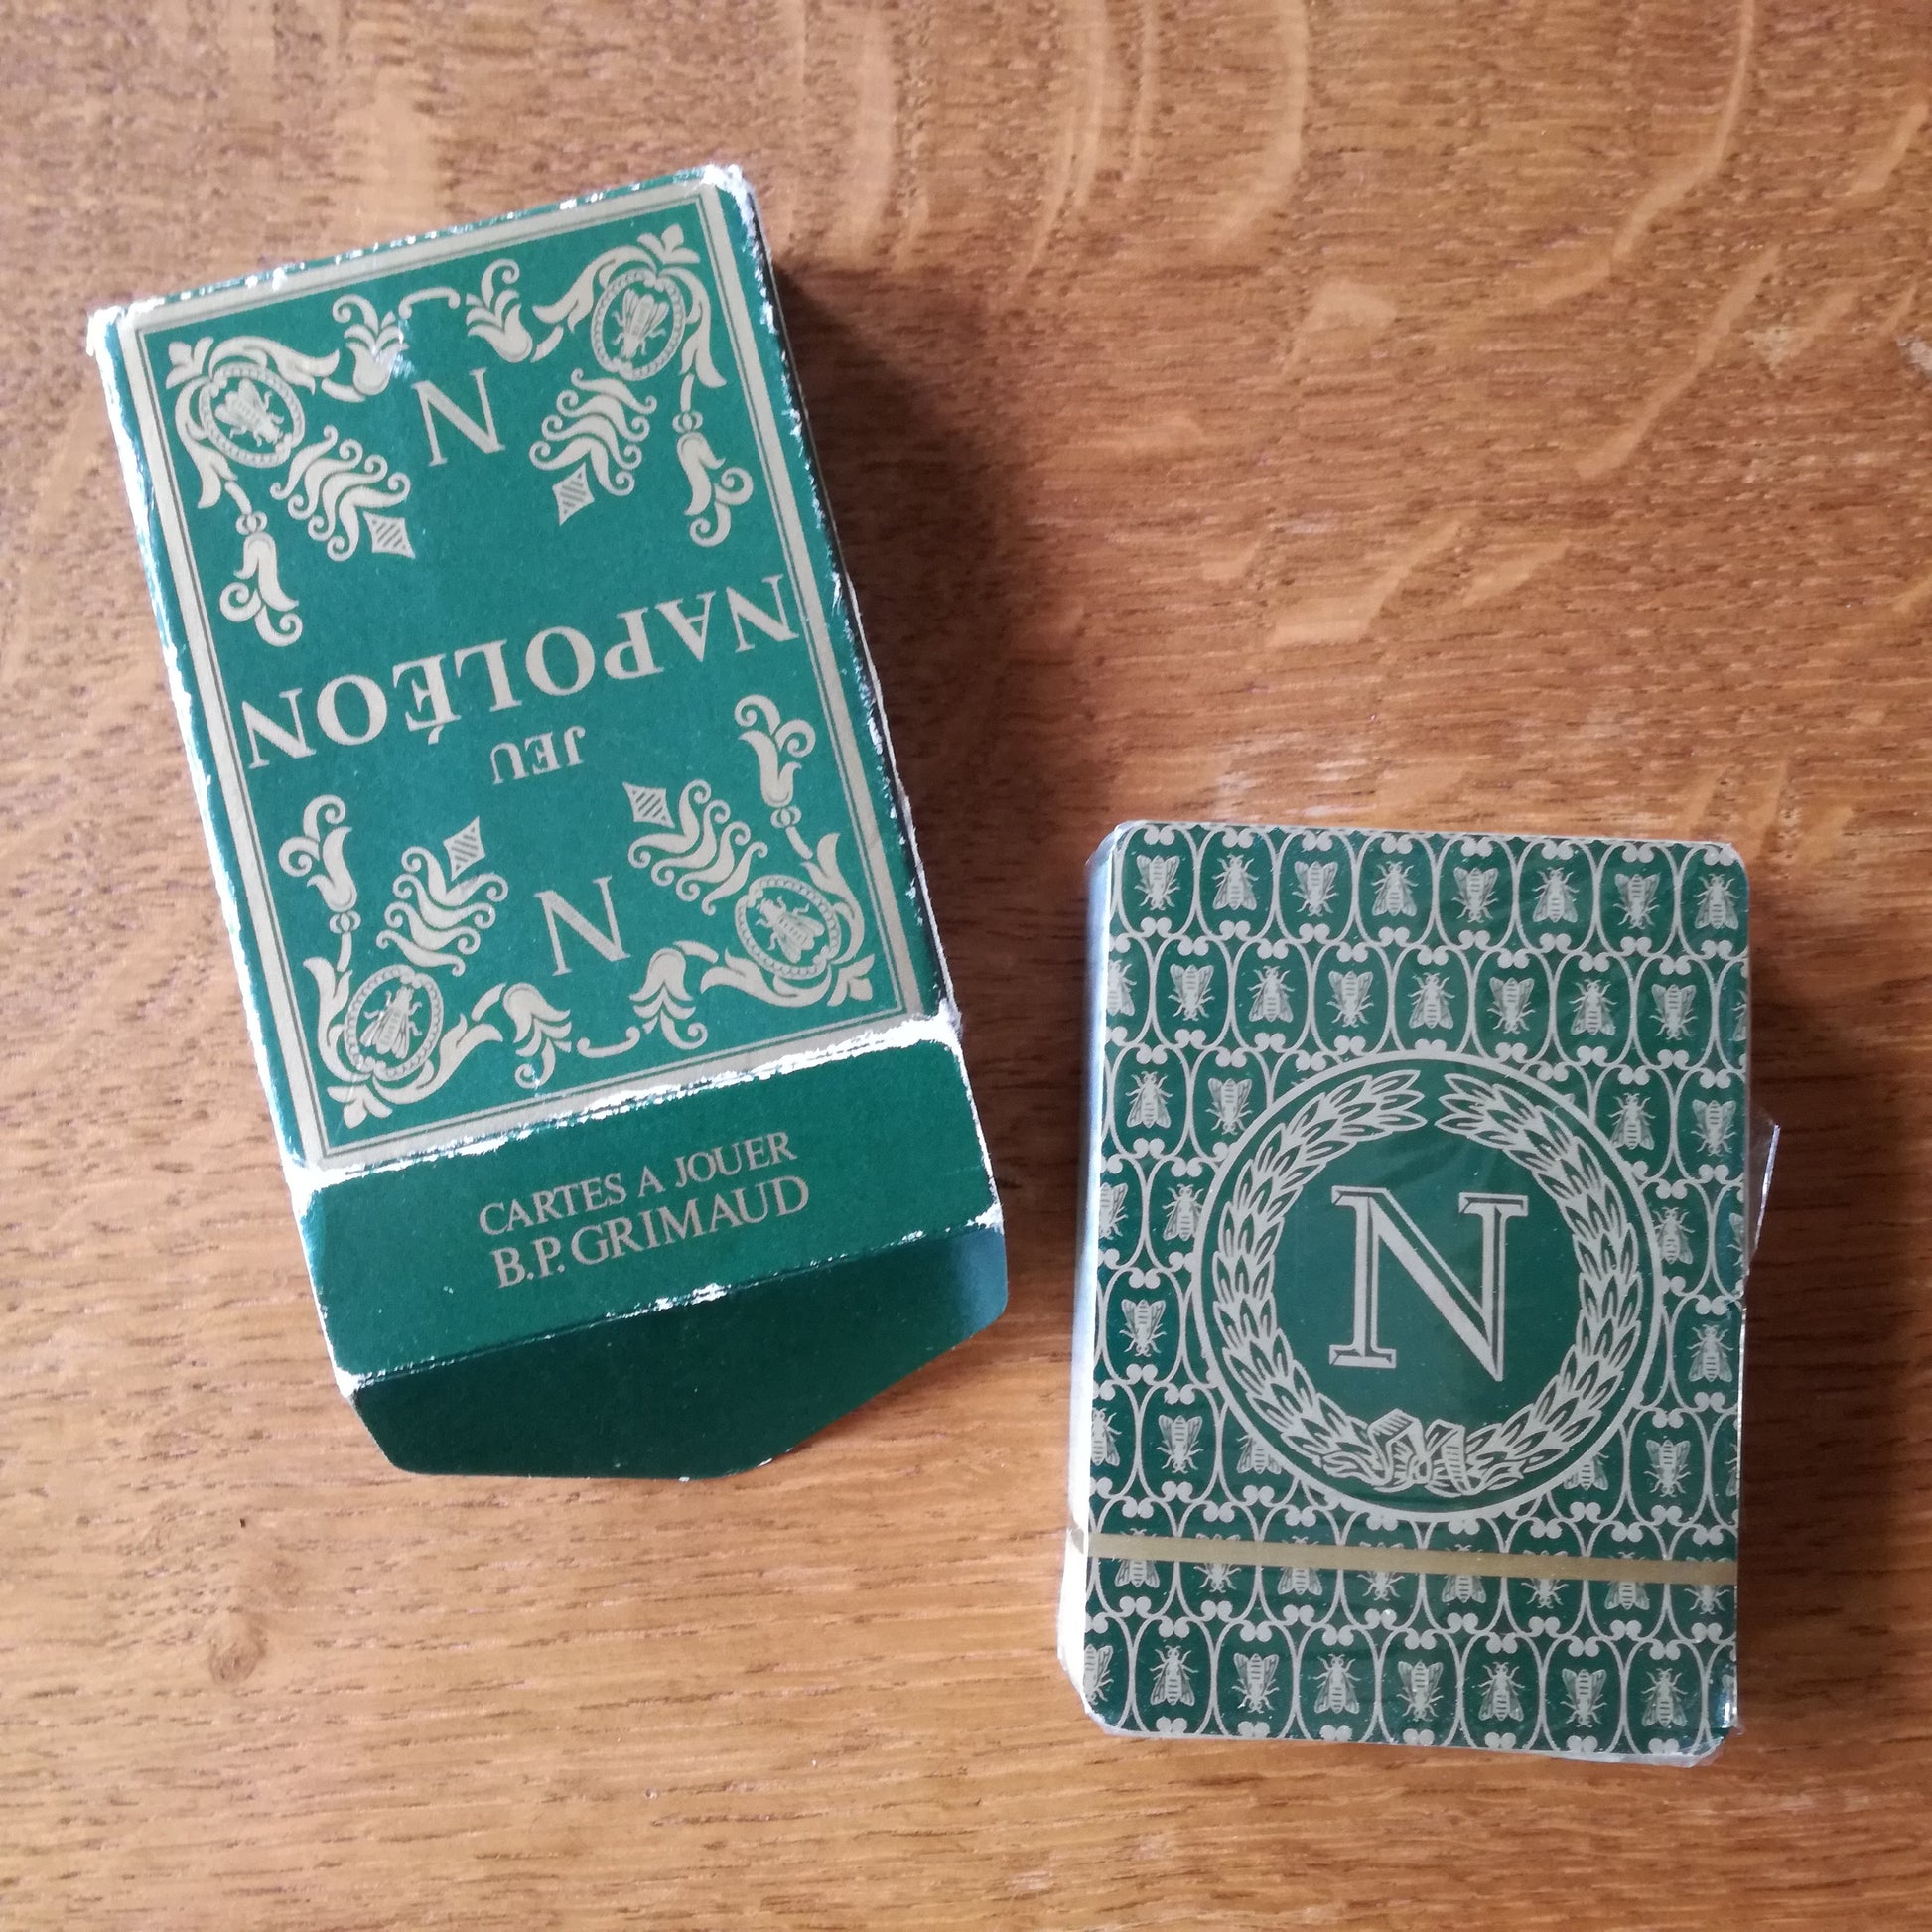 N
JEU
NAPOLÉON
N
CARTES A JOUER
B.P. GRIMAUD
N